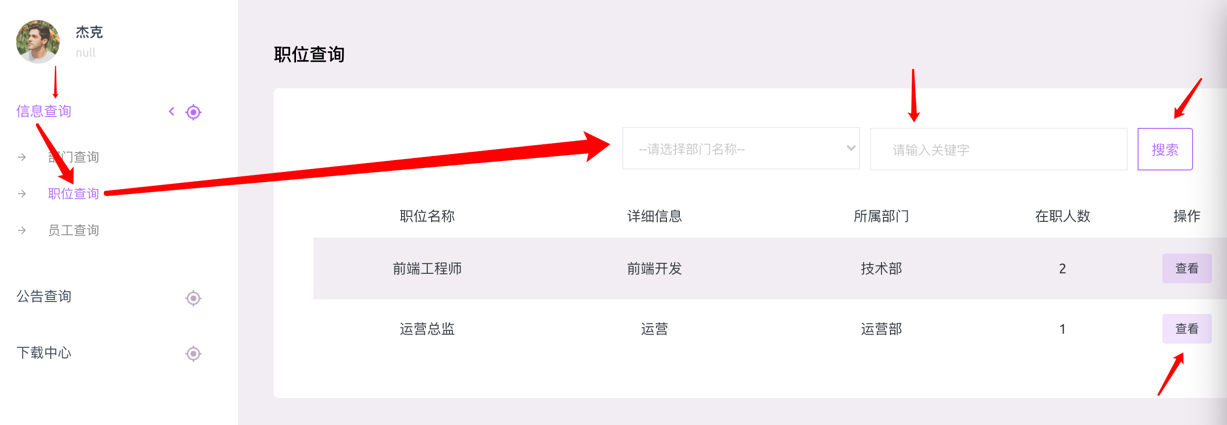 杰克
null
信息查询
部门查询
职位查询
员工查询
公告查询
下载中心
职位查询
--请选择部门名称-- 请输入关键字 搜索
职位名称 详细信息 所属部门 在职人数 操作
前端工程师 前端开发 技术部 2 查看
运营总监 运营 运营部 1 查看